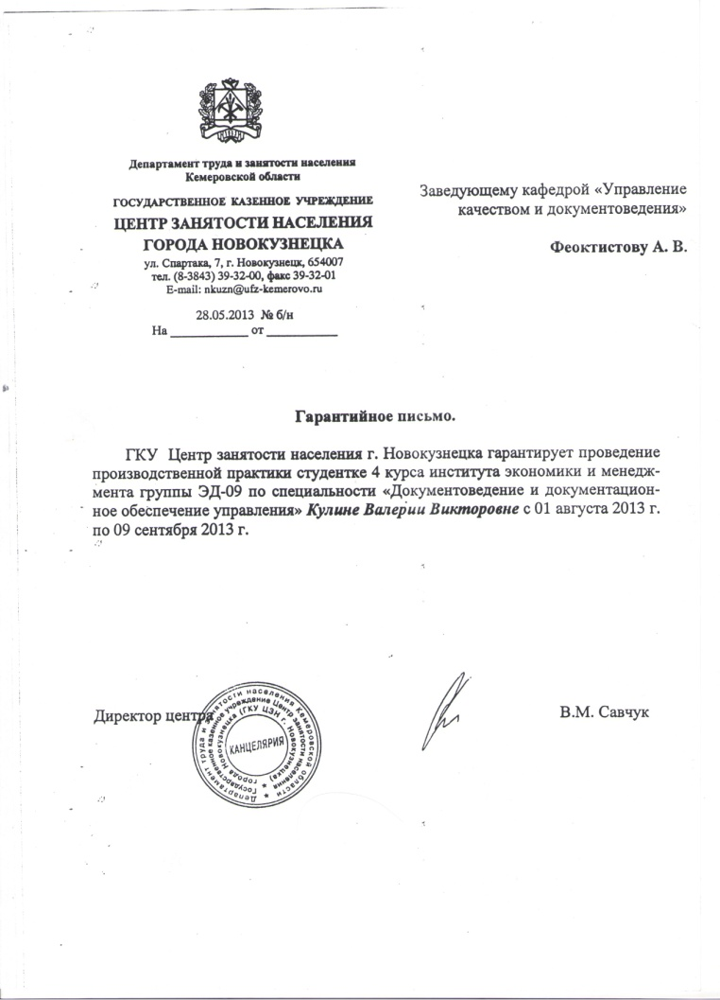 Департамент труда и занятости населения
Кемеровской области
ГОСУДАРСТВЕННОЕ КАЗЕННОЕ УЧРЕЖДЕНИЕ
ЦЕНТР ЗАНЯТОСТИ НАСЕЛЕНИЯ
ГОРОДА НОВОКУЗНЕЦКА
ул. Спартака, 7, г. Новокузнецк, 654007
тел. (8-3843) 39-32-00, факс 39-32-01
E-mail: nkuzn@ufz-kemerovo.ru
28.05.2013 № б/н
На ____________ от ___________
Заведующему кафедрой «Управление
качеством и документоведения»
Феоктистову А. В.
Гарантийное письмо.
ГКУ Центр занятости населения г. Новокузнецка гарантирует проведение
производственной практики студентке 4 курса института экономики и менедж-
мента группы ЭД-09 по специальности «Документоведение и документацион-
ное обеспечение управления» Кулине Валерии Викторовне с 01 августа 2013 г.
по 09 сентября 2013 г.
Директор центра
В.М. Савчук
Департамент труда и занятости населения Кемеровской области
Государственное казенное учреждение Центр занятости населения
города Новокузнецка (ГКУ ЦЗН г. Новокузнецка)
КАНЦЕЛЯРИЯ